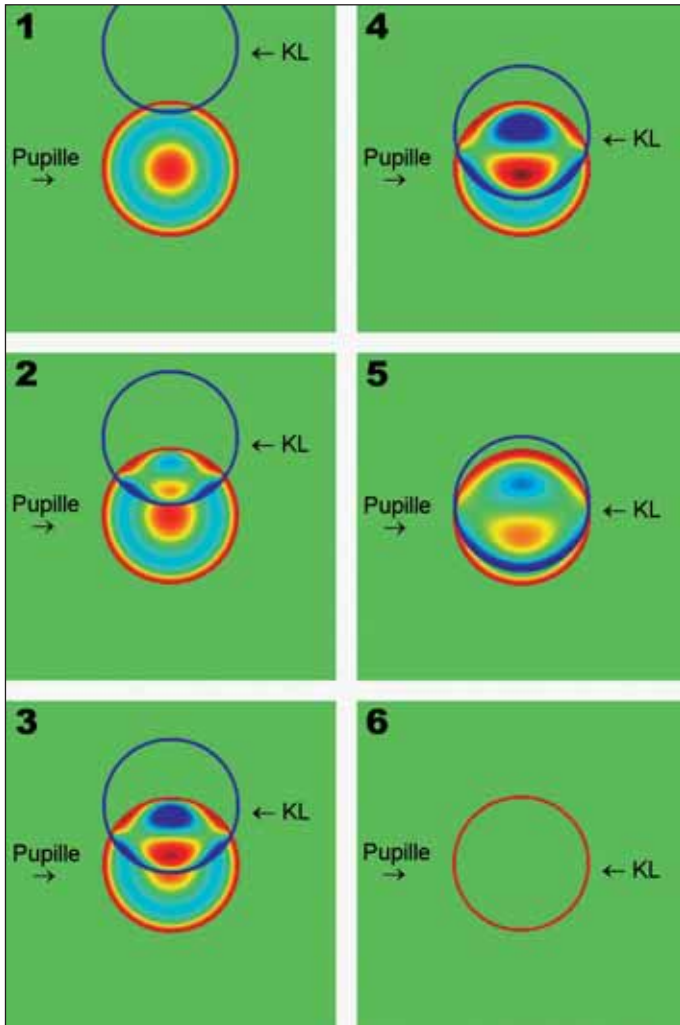 1
← KL
Pupille
→
2
← KL
Pupille
→
3
← KL
Pupille
→
4
← KL
Pupille
→
5
← KL
Pupille
→
6
Pupille
→
← KL